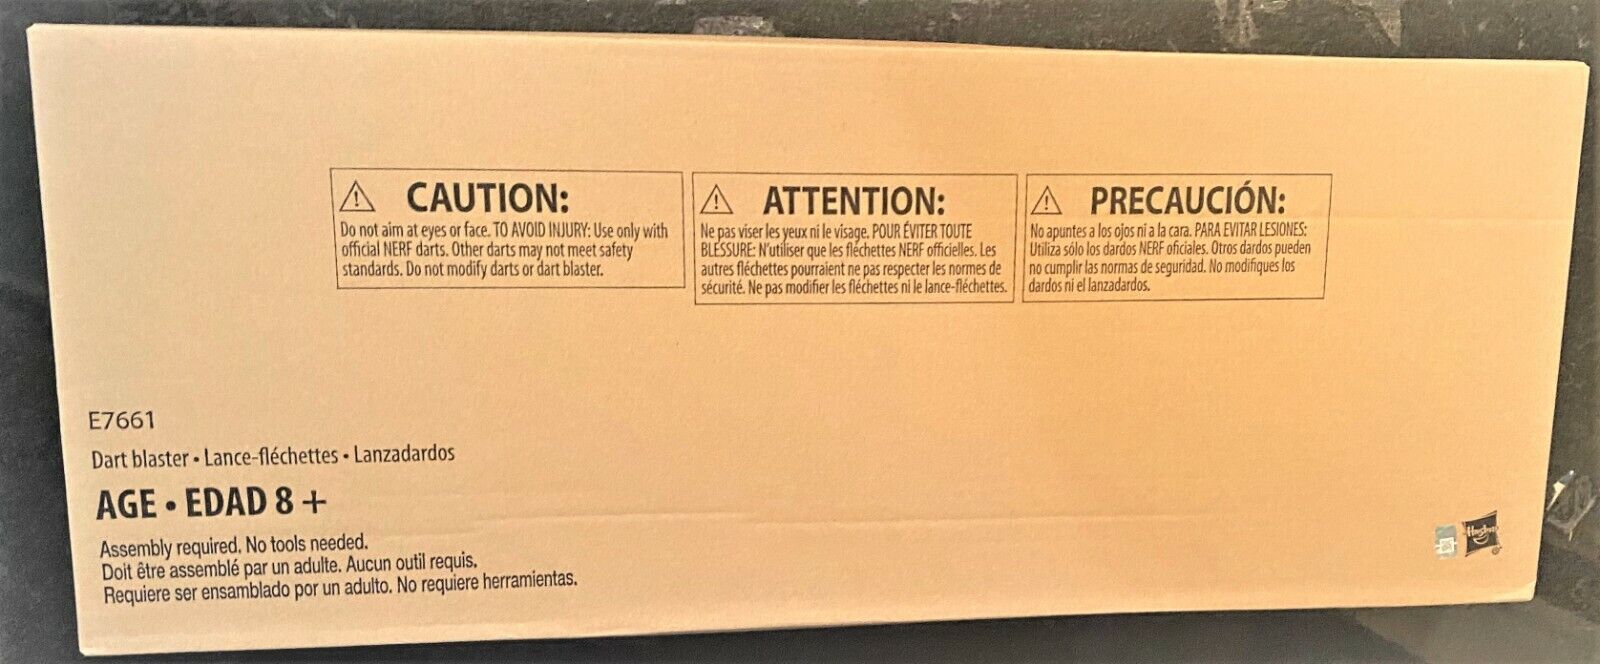 CAUTION:
Do not aim at eyes or face. TO AVOID INJURY: Use only with
official NERF darts. Other darts may not meet safety
standards. Do not modify darts or dart blaster.
ATTENTION:
Ne pas viser les yeux ni le visage. POUR ÉVITER TOUTE
BLESSURE: N'utiliser que les fléchettes NERF officielles. Les
autres fléchettes pourraient ne pas respecter les normes de
sécurité. Ne pas modifier les fléchettes ni le lance-fléchettes.
PRECAUCIÓN:
No apuntes a los ojos ni a la cara. PARA EVITAR LESIONES:
Utiliza sólo los dardos NERF oficiales. Otros dardos pueden
no cumplir las normas de seguridad. No modifiques los
dardos ni el lanzadardos.
E7661
Dart blaster • Lance-fléchettes • Lanzadardos
AGE • EDAD 8 +
Assembly required. No tools needed.
Doit être assemblé par un adulte. Aucun outil requis.
Requiere ser ensamblado por un adulto. No requiere herramientas.
Hasbro